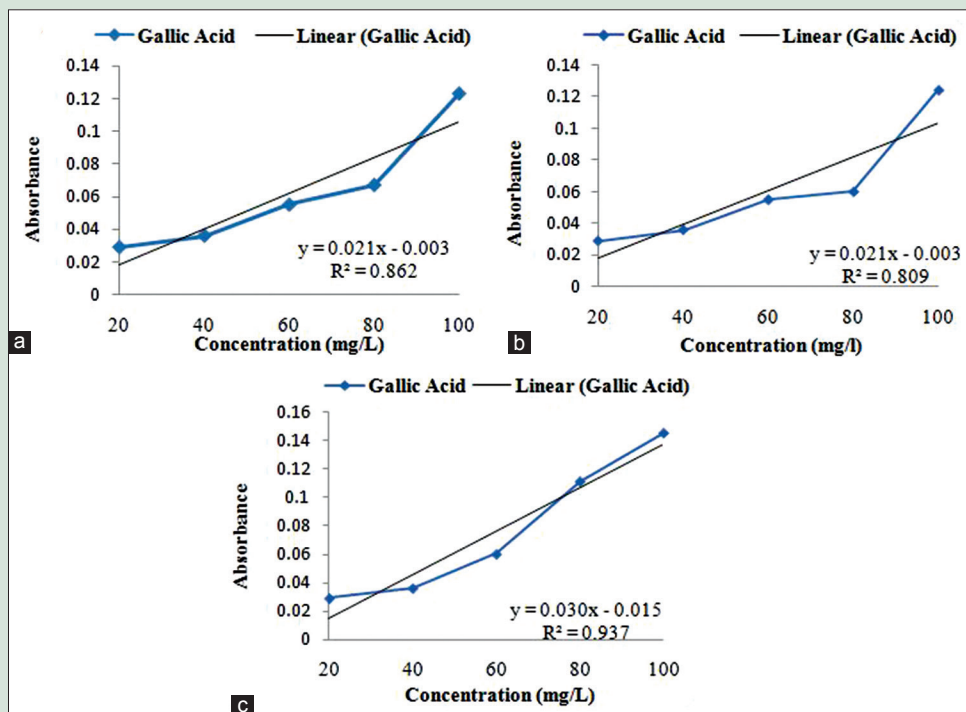 Gallic Acid Linear (Gallic Acid)
0.14
0.12
0.1
0.08
0.06
0.04
0.02
0
Absorbance
y = 0.021x - 0.003
R² = 0.862
20 40 60 80 100
Concentration (mg/L)
a
Gallic Acid Linear (Gallic Acid)
0.14
0.12
0.1
0.08
0.06
0.04
0.02
0
Absorbance
y = 0.021x - 0.003
R² = 0.809
20 40 60 80 100
Concentration (mg/l)
b
Gallic Acid Linear (Gallic Acid)
0.16
0.14
0.12
0.1
0.08
0.06
0.04
0.02
0
Absorbance
y = 0.030x - 0.015
R² = 0.937
20 40 60 80 100
Concentration (mg/L)
c